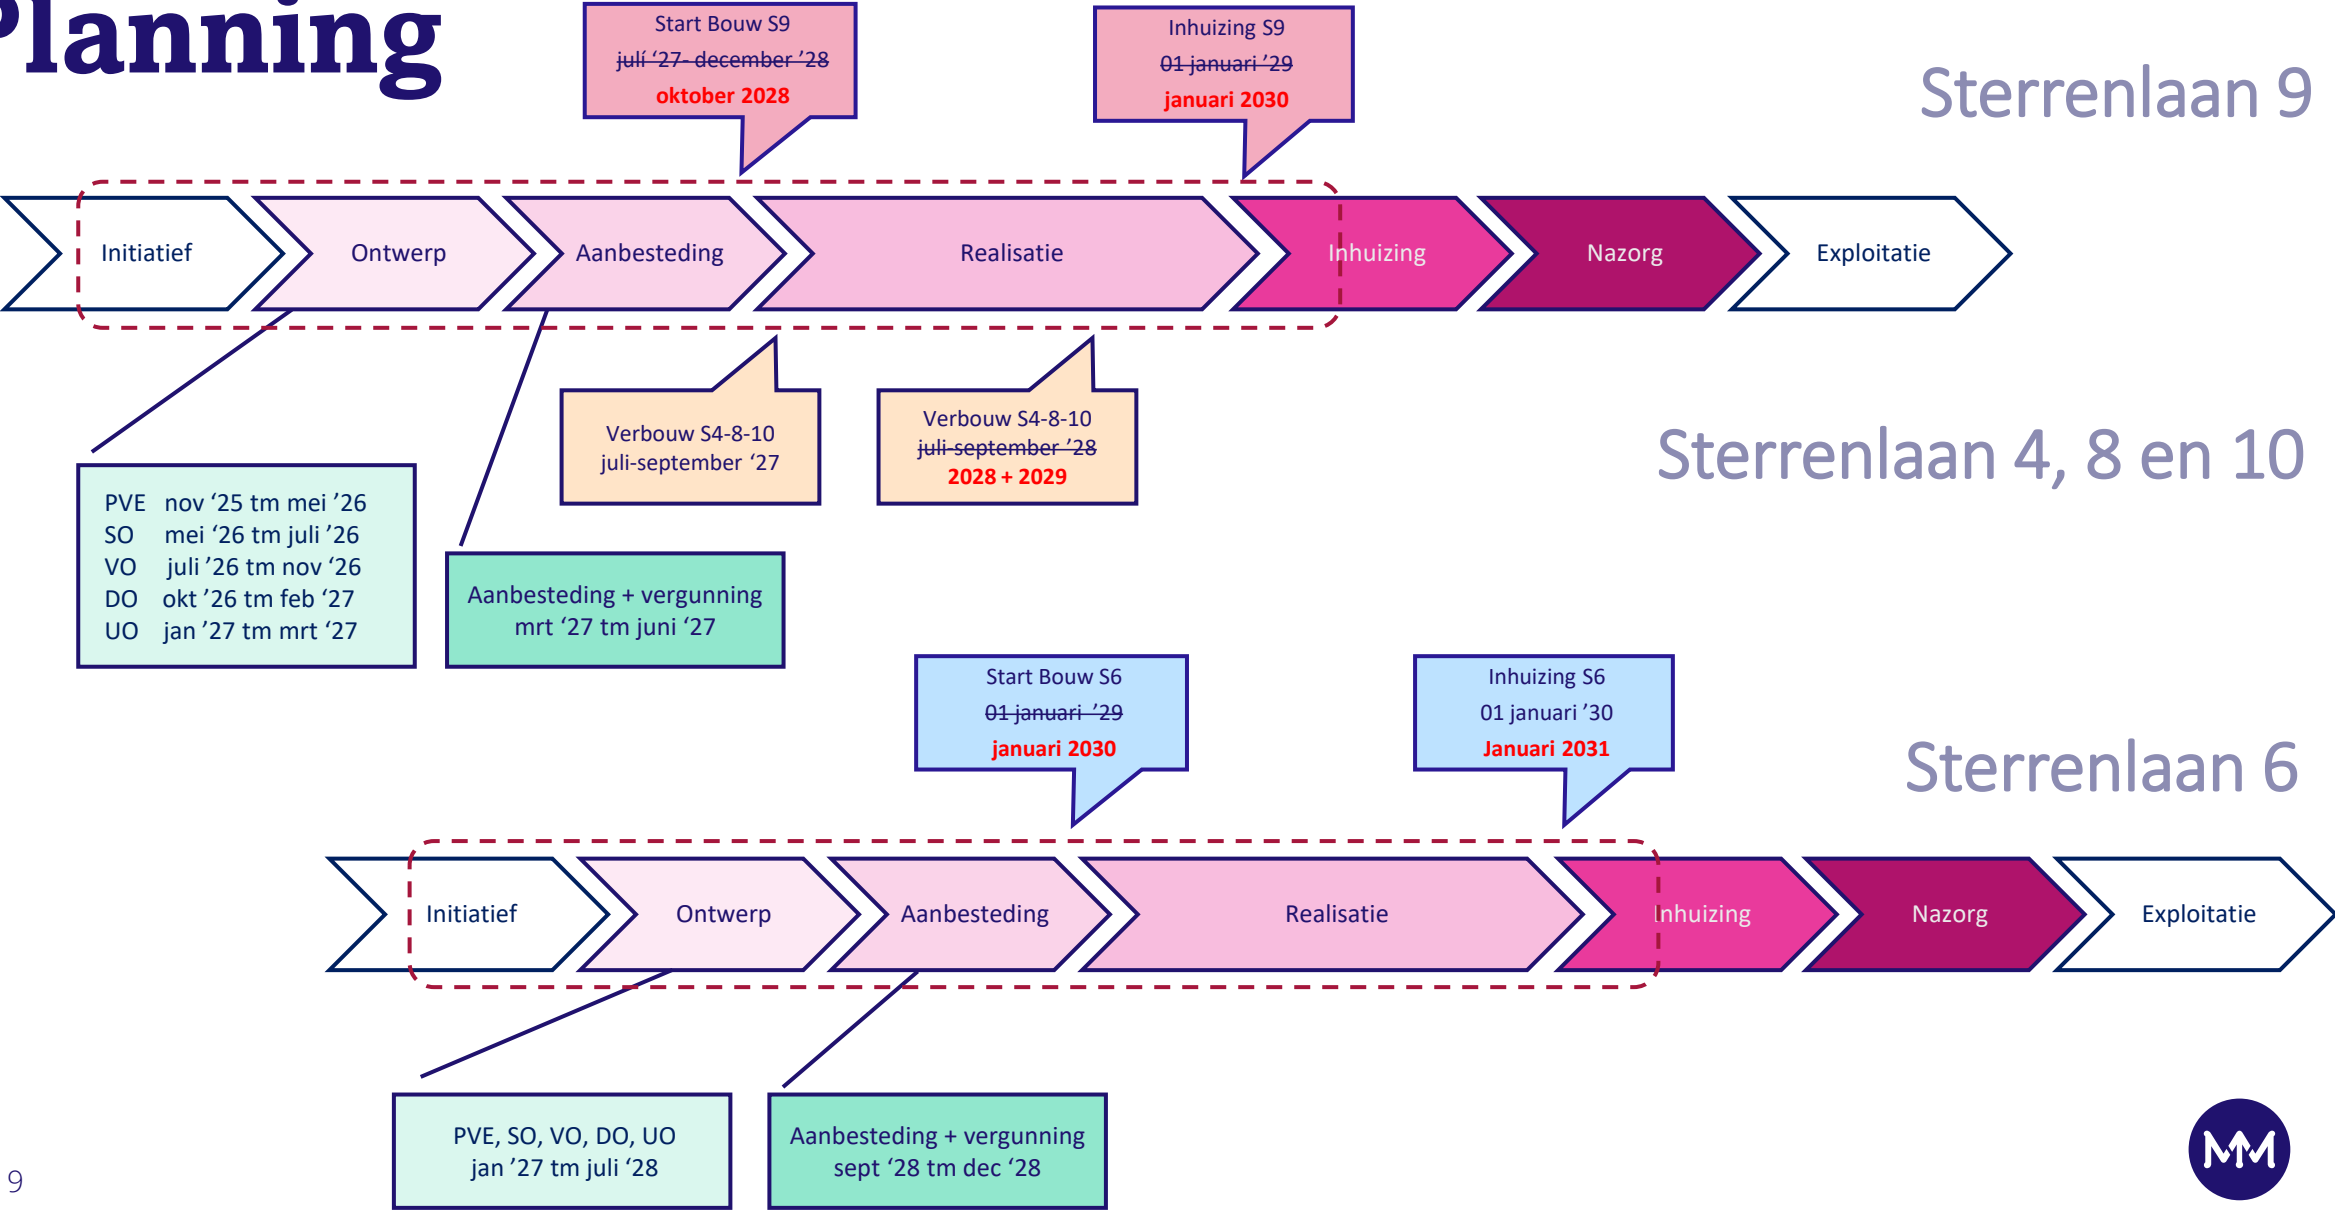 Planning
Start Bouw S9
juli ‘27- december ’28
oktober 2028
Inhuizing S9
01 januari ’29
januari 2030
Sterrenlaan 9
Initiatief
Ontwerp
Aanbesteding
Realisatie
Inhuizing
Nazorg
Exploitatie
Verbouw S4-8-10
juli-september ‘27
Verbouw S4-8-10
juli-september ’28
2028 + 2029
Sterrenlaan 4, 8 en 10
PVE nov ‘25 tm mei ’26
SO mei ‘26 tm juli ’26
VO juli ’26 tm nov ‘26
DO okt ’26 tm feb ‘27
UO jan ’27 tm mrt ‘27
Aanbesteding + vergunning
mrt ‘27 tm juni ‘27
Start Bouw S6
01 januari ’29
januari 2030
Inhuizing S6
01 januari ’30
Januari 2031
Sterrenlaan 6
Initiatief
Ontwerp
Aanbesteding
Realisatie
Inhuizing
Nazorg
Exploitatie
PVE, SO, VO, DO, UO
jan ’27 tm juli ‘28
Aanbesteding + vergunning
sept ‘28 tm dec ‘28
9